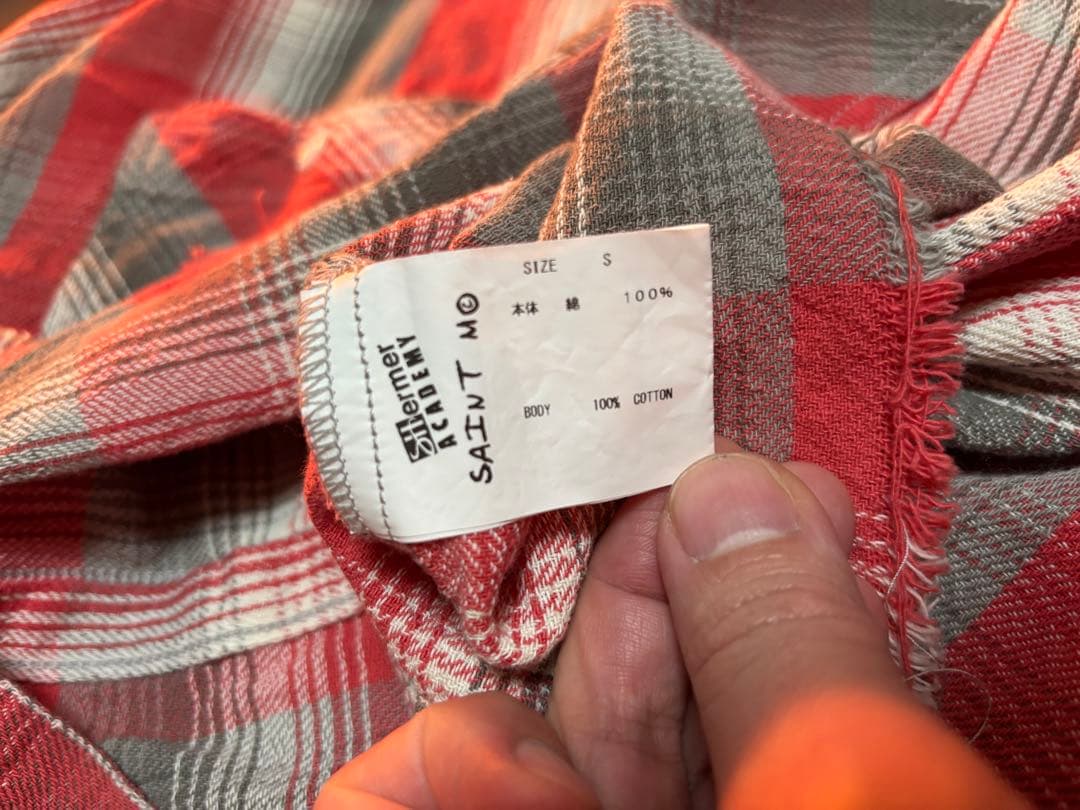 SIZE S
本体 綿 100%
BODY 100% COTTON
Shermer
ACADEMY
SAINT M©